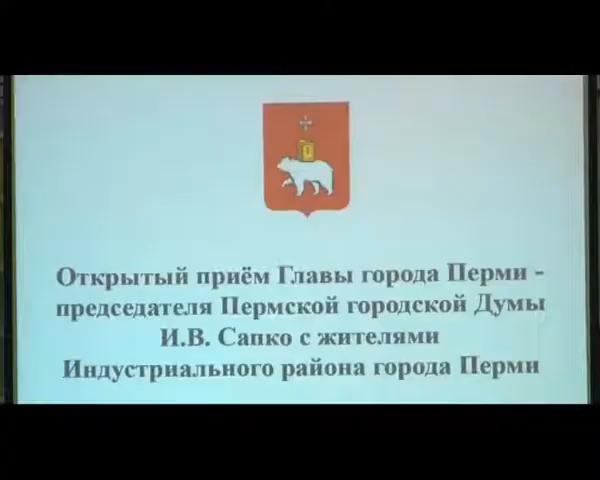 Открытый приём Главы города Перми -
председателя Пермской городской Думы
И.В. Сапко с жителями
Индустриального района города Перми